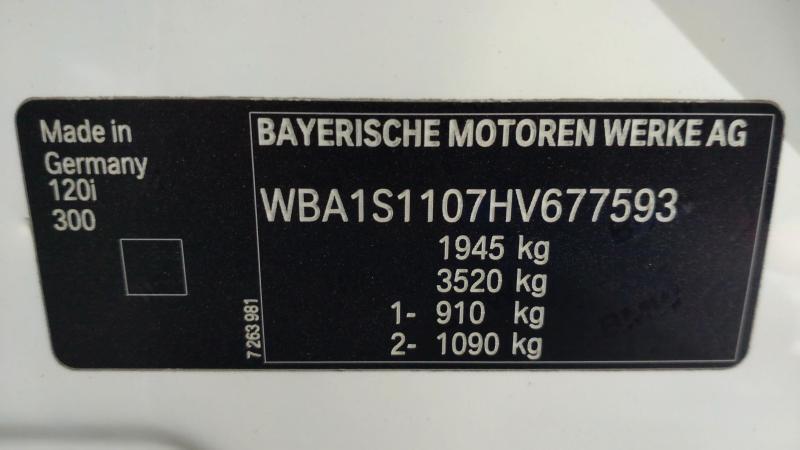 Made in
Germany
120i
300
7 263 981
BAYERISCHE MOTOREN WERKE AG
WBA1S1107HV677593
1945 kg
3520 kg
1- 910 kg
2- 1090 kg